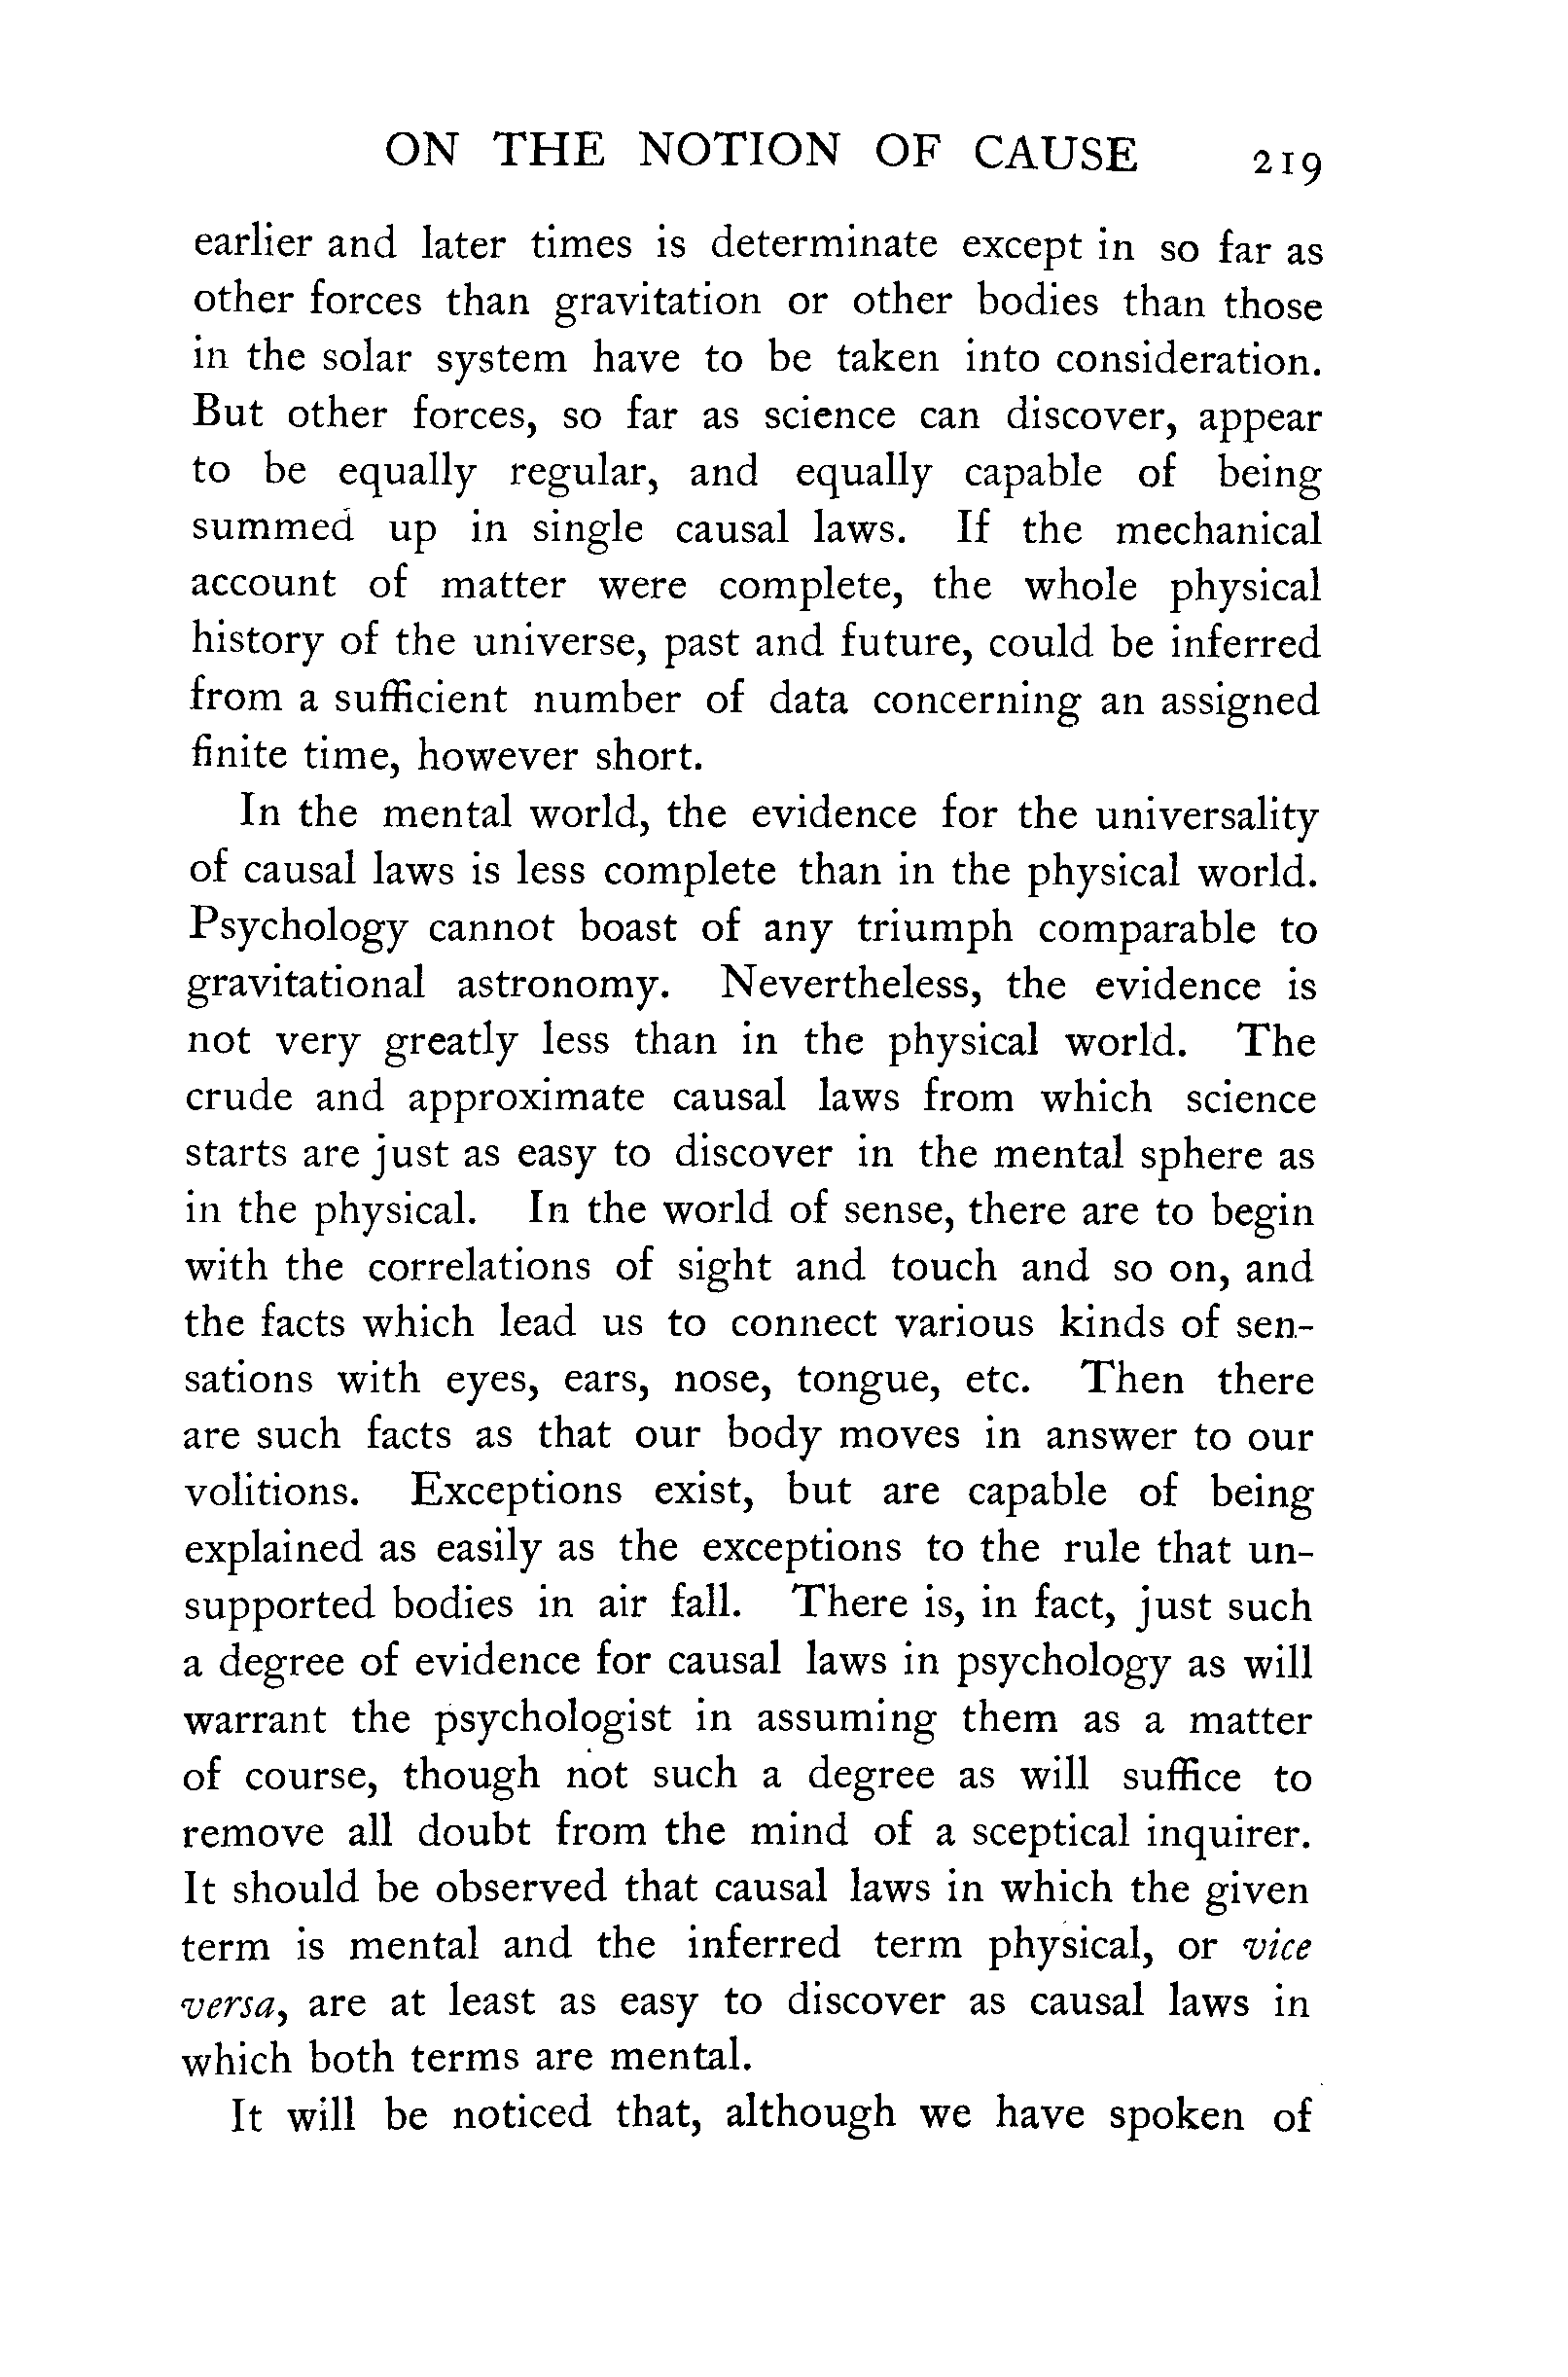 ON THE NOTION OF CAUSE 219
earlier and later times is determinate except in so far as
other forces than gravitation or other bodies than those
in the solar system have to be taken into consideration.
But other forces, so far as science can discover, appear
to be equally regular, and equally capable of being
summed up in single causal laws. If the mechanical
account of matter were complete, the whole physical
history of the universe, past and future, could be inferred
from a sufficient number of data concerning an assigned
finite time, however short.
In the mental world, the evidence for the universality
of causal laws is less complete than in the physical world.
Psychology cannot boast of any triumph comparable to
gravitational astronomy. Nevertheless, the evidence is
not very greatly less than in the physical world. The
crude and approximate causal laws from which science
starts are just as easy to discover in the mental sphere as
in the physical. In the world of sense, there are to begin
with the correlations of sight and touch and so on, and
the facts which lead us to connect various kinds of sen-
sations with eyes, ears, nose, tongue, etc. Then there
are such facts as that our body moves in answer to our
volitions. Exceptions exist, but are capable of being
explained as easily as the exceptions to the rule that un-
supported bodies in air fall. There is, in fact, just such
a degree of evidence for causal laws in psychology as will
warrant the psychologist in assuming them as a matter
of course, though not such a degree as will suffice to
remove all doubt from the mind of a sceptical inquirer.
It should be observed that causal laws in which the given
term is mental and the inferred term physical, or vice
versa, are at least as easy to discover as causal laws in
which both terms are mental.
It will be noticed that, although we have spoken of